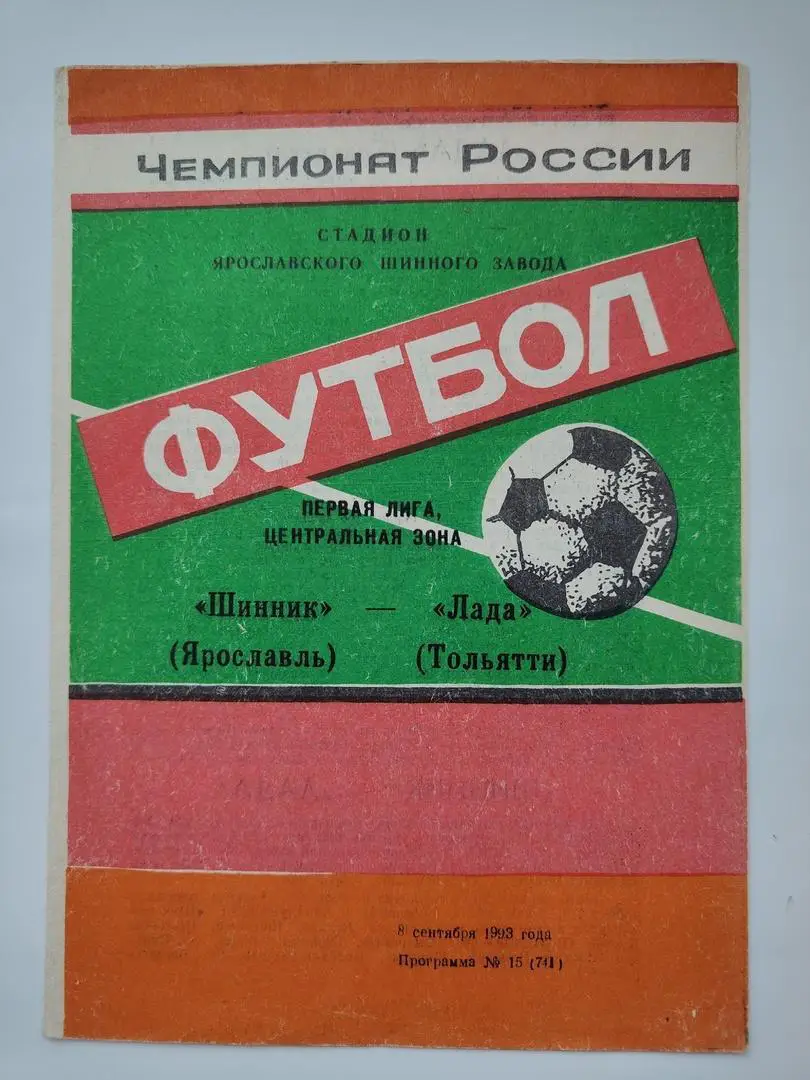 Чемпионат России
СТАДИОН
ЯРОСЛАВСКОГО ШИННОГО ЗАВОДА
ФУТБОЛ
ПЕРВАЯ ЛИГА,
ЦЕНТРАЛЬНАЯ ЗОНА
«Шинник» — «Лада»
(Ярославль) (Тольятти)
8 сентября 1993 года
Программа № 15 (741)